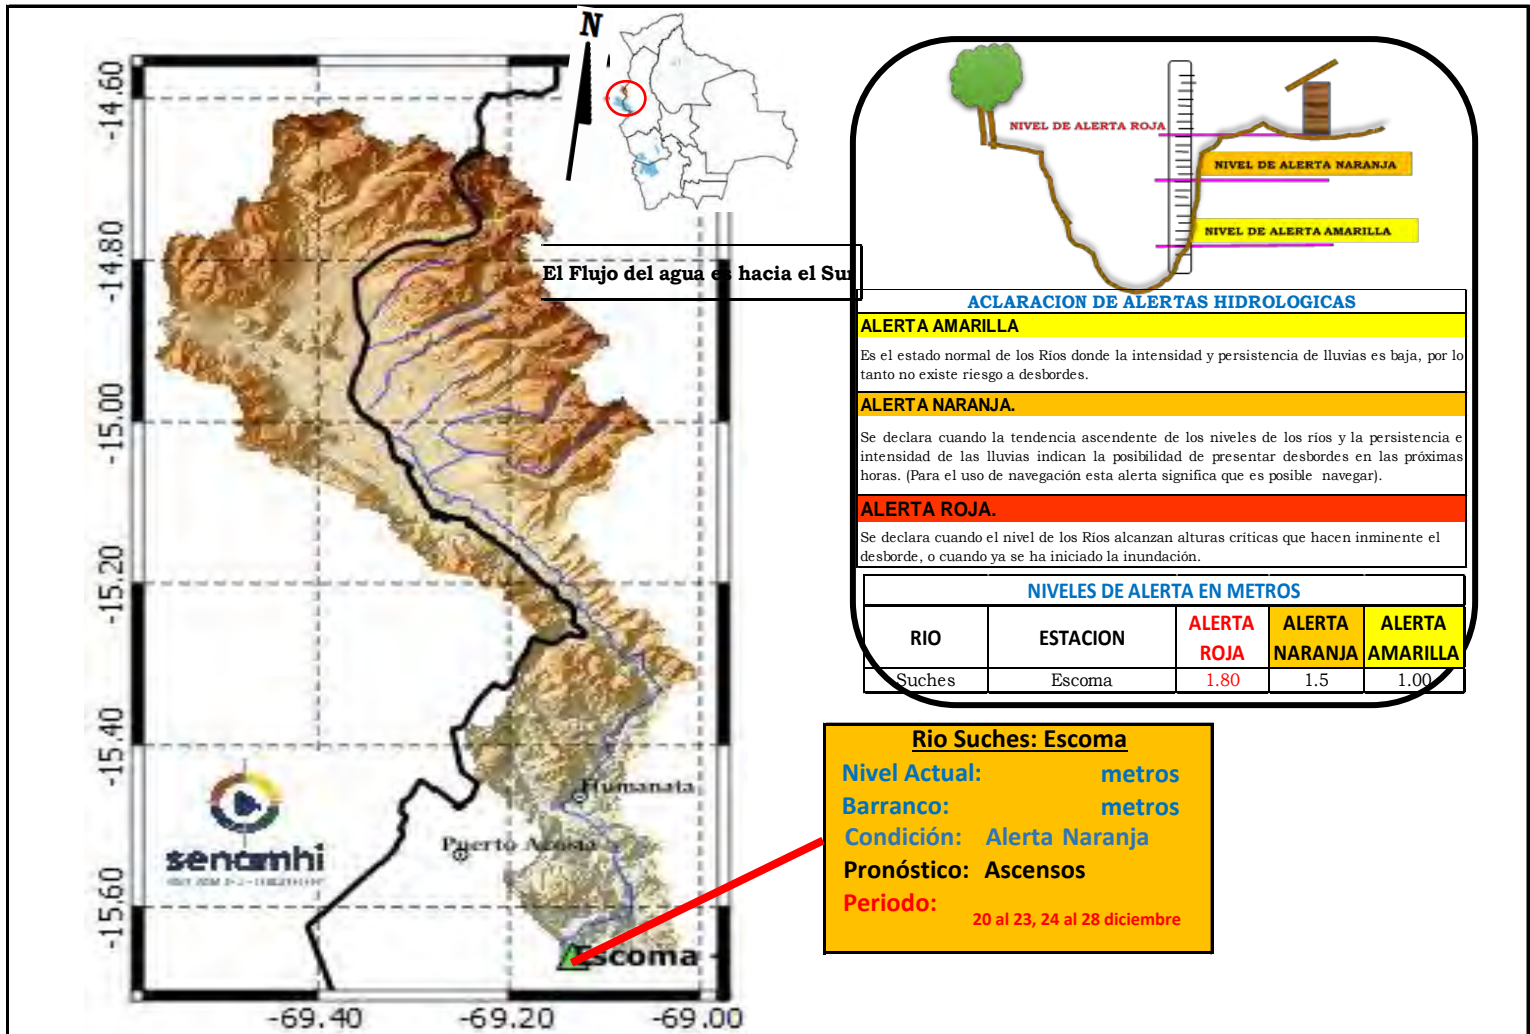 N
-14.60
-14.80
-15.00
-15.20
-15.40
-15.60
-69.40
-69.20
-69.00
El Flujo del agua es hacia el Sur
Humanata
Puerto Acosta
Escoma
senamhi
NIVEL DE ALERTA ROJA
NIVEL DE ALERTA NARANJA
NIVEL DE ALERTA AMARILLA
ACLARACION DE ALERTAS HIDROLOGICAS
ALERTA AMARILLA
Es el estado normal de los Ríos donde la intensidad y persistencia de lluvias es baja, por lo
tanto no existe riesgo a desbordes.
ALERTA NARANJA.
Se declara cuando la tendencia ascendente de los niveles de los ríos y la persistencia e
intensidad de las lluvias indican la posibilidad de presentar desbordes en las próximas
horas. (Para el uso de navegación esta alerta significa que es posible navegar).
ALERTA ROJA.
Se declara cuando el nivel de los Ríos alcanzan alturas críticas que hacen inminente el
desborde, o cuando ya se ha iniciado la inundación.
NIVELES DE ALERTA EN METROS
RIO ESTACION ALERTA ROJA ALERTA NARANJA ALERTA AMARILLA
Suches Escoma 1.80 1.5 1.00
Rio Suches: Escoma
Nivel Actual: metros
Barranco: metros
Condición: Alerta Naranja
Pronóstico: Ascensos
Periodo:
20 al 23, 24 al 28 diciembre